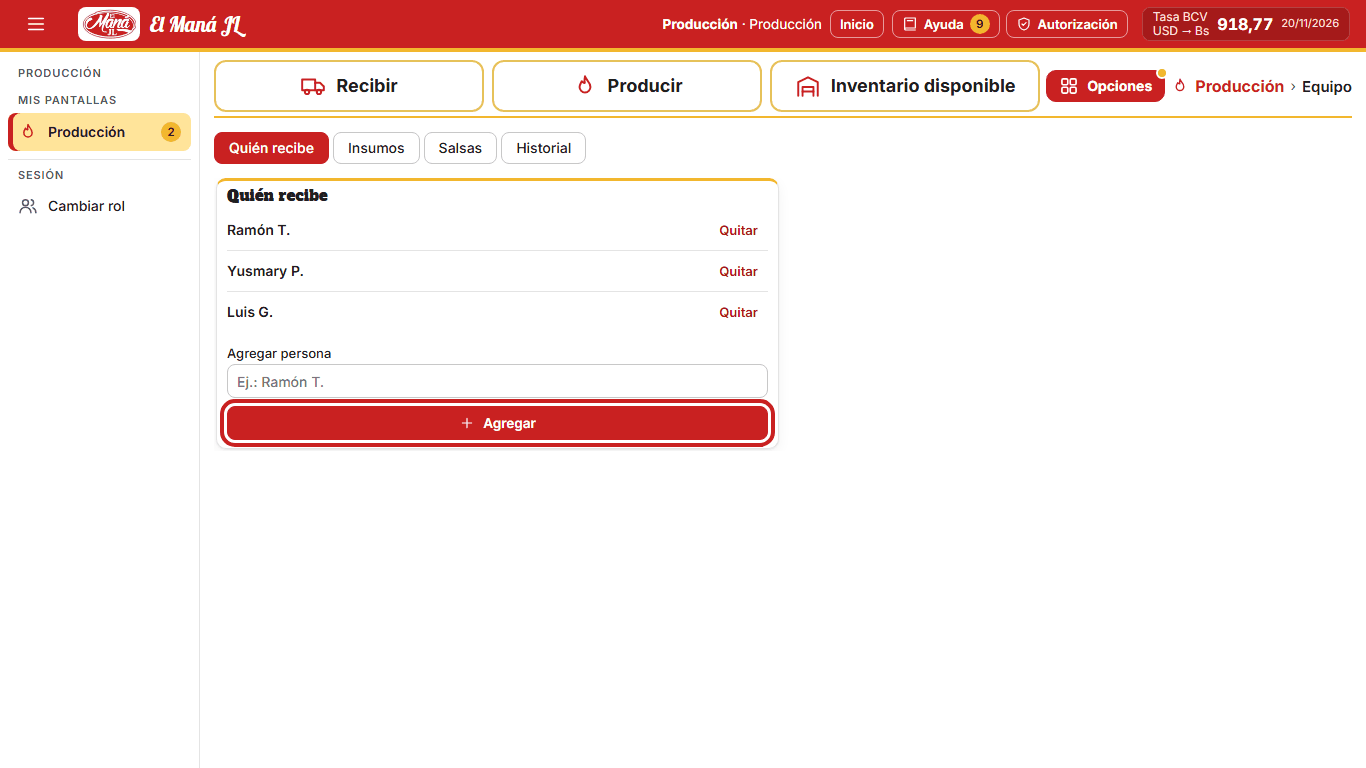 El Maná JL
Producción · Producción
Inicio
Ayuda 9
Autorización
Tasa BCV
USD → Bs
918,77
20/11/2026
PRODUCCIÓN
MIS PANTALLAS
Producción 2
SESIÓN
Cambiar rol
Recibir
Producir
Inventario disponible
Opciones
Producción › Equipo
Quién recibe
Insumos
Salsas
Historial
Quién recibe
Ramón T. Quitar
Yusmary P. Quitar
Luis G. Quitar
Agregar persona
Ej.: Ramón T.
+ Agregar